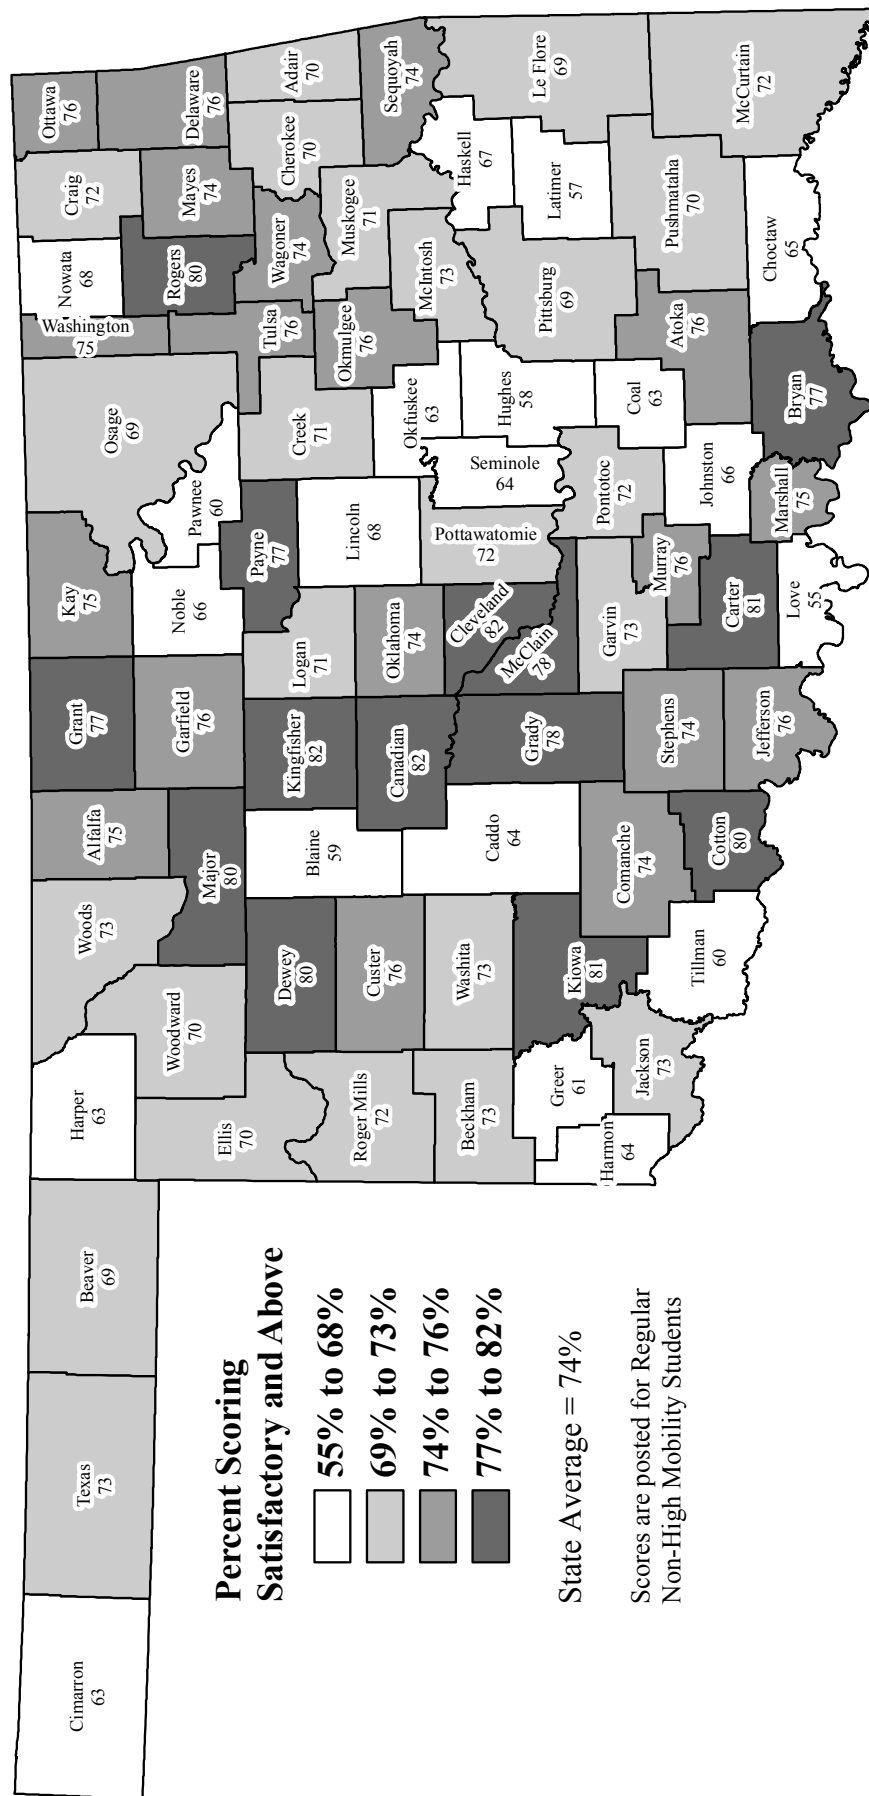 Cimarron
63
Texas
73
Beaver
69
Harper
63
Woods
73
Alfalfa
75
Grant
77
Kay
75
Osage
69
Washington
75
Nowata
68
Craig
72
Ottawa
76
Ellis
70
Woodward
70
Major
80
Garfield
76
Noble
66
Pawnee
60
Rogers
80
Mayes
74
Delaware
76
Roger Mills
72
Dewey
80
Blaine
59
Kingfisher
82
Logan
71
Payne
77
Creek
71
Tulsa
76
Wagoner
74
Cherokee
70
Adair
70
Custer
76
Canadian
82
Oklahoma
74
Lincoln
68
Okfuskee
63
Okmulgee
76
Muskogee
71
Sequoyah
74
Beckham
73
Washita
73
Caddo
64
Grady
78
McClain
78
Cleveland
82
Pottawatomie
72
Seminole
64
Hughes
58
McIntosh
73
Haskell
67
Harmon
64
Greer
61
Kiowa
81
Jackson
73
Tillman
60
Comanche
74
Cotton
80
Stephens
74
Jefferson
76
Garvin
73
Murray
76
Carter
81
Love
55
Pontotoc
72
Johnston
66
Marshall
75
Coal
63
Bryan
77
Pittsburg
69
Atoka
76
Latimer
57
Pushmataha
70
Choctaw
65
Le Flore
69
McCurtain
72
Percent Scoring
Satisfactory and Above
55% to 68%
69% to 73%
74% to 76%
77% to 82%
State Average = 74%
Scores are posted for Regular
Non-High Mobility Students